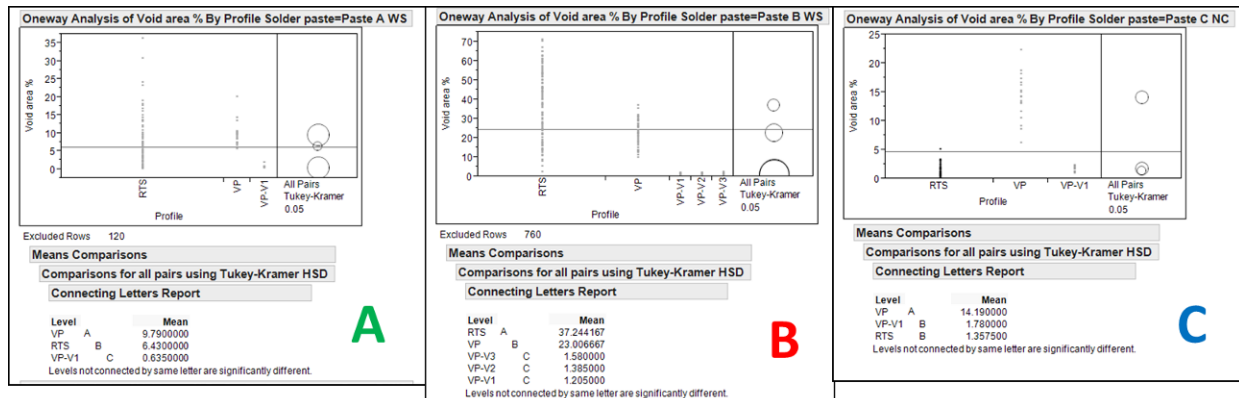 Oneway Analysis of Void area % By Profile Solder paste=Paste A WS
35
30
25
20
15
10
5
0
Void area %
RTS
VP
VP-V1
All Pairs
Tukey-Kramer
0.05
Profile
Excluded Rows 120
Means Comparisons
Comparisons for all pairs using Tukey-Kramer HSD
Connecting Letters Report
Level Mean
VP A 9.7900000
RTS B 6.4300000
VP-V1 C 0.6350000
Levels not connected by same letter are significantly different.
A
Oneway Analysis of Void area % By Profile Solder paste=Paste B WS
70
60
50
40
30
20
10
0
Void area %
RTS
VP
VP-V1
VP-V2
VP-V3
All Pairs
Tukey-Kramer
0.05
Profile
Excluded Rows 760
Means Comparisons
Comparisons for all pairs using Tukey-Kramer HSD
Connecting Letters Report
Level Mean
RTS A 37.244167
VP B 23.006667
VP-V3 C 1.580000
VP-V2 C 1.385000
VP-V1 C 1.205000
Levels not connected by same letter are significantly different.
B
Oneway Analysis of Void area % By Profile Solder paste=Paste C NC
25
20
15
10
5
0
Void area %
RTS
VP
VP-V1
All Pairs
Tukey-Kramer
0.05
Profile
Means Comparisons
Comparisons for all pairs using Tukey-Kramer HSD
Connecting Letters Report
Level Mean
VP A 14.190000
VP-V1 B 1.780000
RTS B 1.357500
Levels not connected by same letter are significantly different.
C